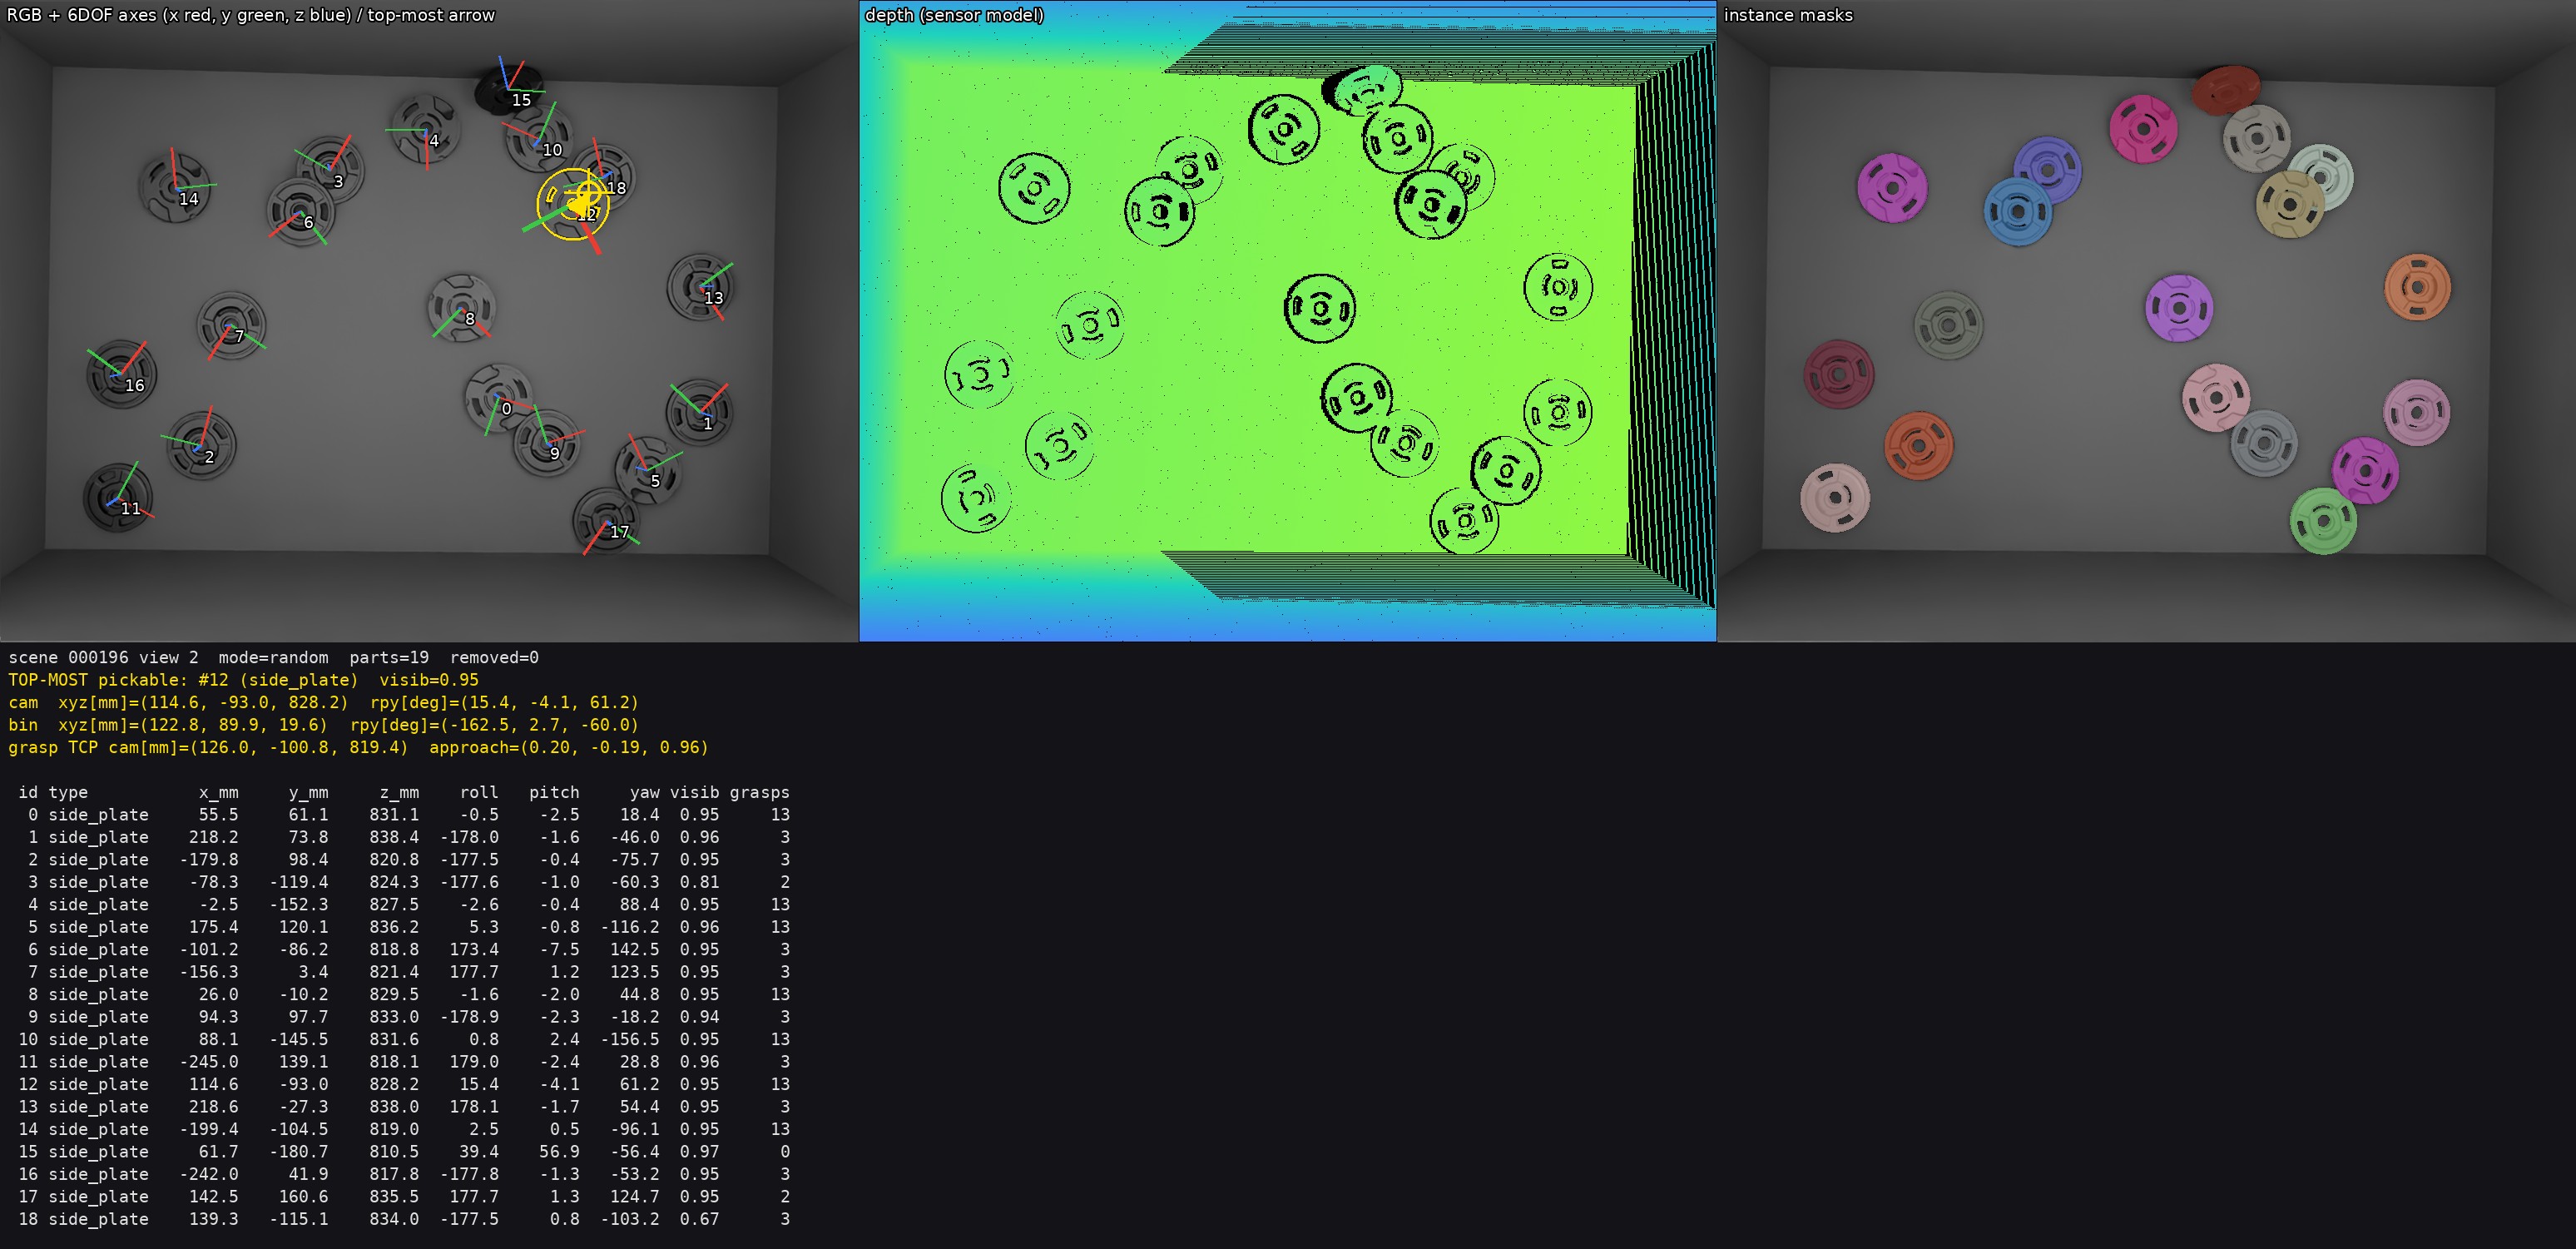 RGB + 6DOF axes (x red, y green, z blue) / top-most arrow
depth (sensor model)
instance masks
15
4
10
3
18
14
12
6
13
8
7
16
0
1
9
2
5
11
17
scene 000196 view 2  mode=random  parts=19  removed=0
TOP-MOST pickable: #12 (side_plate)  visib=0.95
cam  xyz[mm]=(114.6, -93.0, 828.2)  rpy[deg]=(15.4, -4.1, 61.2)
bin  xyz[mm]=(122.8, 89.9, 19.6)  rpy[deg]=(-162.5, 2.7, -60.0)
grasp TCP cam[mm]=(126.0, -100.8, 819.4)  approach=(0.20, -0.19, 0.96)
id type x_mm y_mm z_mm roll pitch yaw visib grasps
0 side_plate 55.5 61.1 831.1 -0.5 -2.5 18.4 0.95 13
1 side_plate 218.2 73.8 838.4 -178.0 -1.6 -46.0 0.96 3
2 side_plate -179.8 98.4 820.8 -177.5 -0.4 -75.7 0.95 3
3 side_plate -78.3 -119.4 824.3 -177.6 -1.0 -60.3 0.81 2
4 side_plate -2.5 -152.3 827.5 -2.6 -0.4 88.4 0.95 13
5 side_plate 175.4 120.1 836.2 5.3 -0.8 -116.2 0.96 13
6 side_plate -101.2 -86.2 818.8 173.4 -7.5 142.5 0.95 3
7 side_plate -156.3 3.4 821.4 177.7 1.2 123.5 0.95 3
8 side_plate 26.0 -10.2 829.5 -1.6 -2.0 44.8 0.95 13
9 side_plate 94.3 97.7 833.0 -178.9 -2.3 -18.2 0.94 3
10 side_plate 88.1 -145.5 831.6 0.8 2.4 -156.5 0.95 13
11 side_plate -245.0 139.1 818.1 179.0 -2.4 28.8 0.96 3
12 side_plate 114.6 -93.0 828.2 15.4 -4.1 61.2 0.95 13
13 side_plate 218.6 -27.3 838.0 178.1 -1.7 54.4 0.95 3
14 side_plate -199.4 -104.5 819.0 2.5 0.5 -96.1 0.95 13
15 side_plate 61.7 -180.7 810.5 39.4 56.9 -56.4 0.97 0
16 side_plate -242.0 41.9 817.8 -177.8 -1.3 -53.2 0.95 3
17 side_plate 142.5 160.6 835.5 177.7 1.3 124.7 0.95 2
18 side_plate 139.3 -115.1 834.0 -177.5 0.8 -103.2 0.67 3